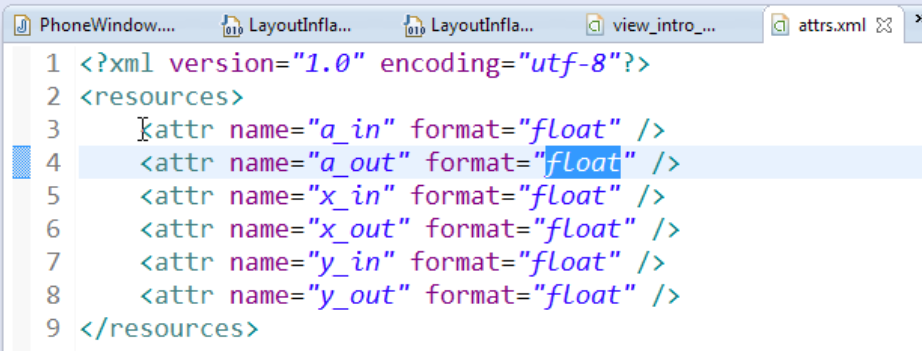 PhoneWindow.... LayoutInfla... LayoutInfla... view_intro_... attrs.xml
1 <?xml version="1.0" encoding="utf-8"?>
2 <resources>
3 <attr name="a_in" format="float" />
4 <attr name="a_out" format="float" />
5 <attr name="x_in" format="float" />
6 <attr name="x_out" format="float" />
7 <attr name="y_in" format="float" />
8 <attr name="y_out" format="float" />
9 </resources>